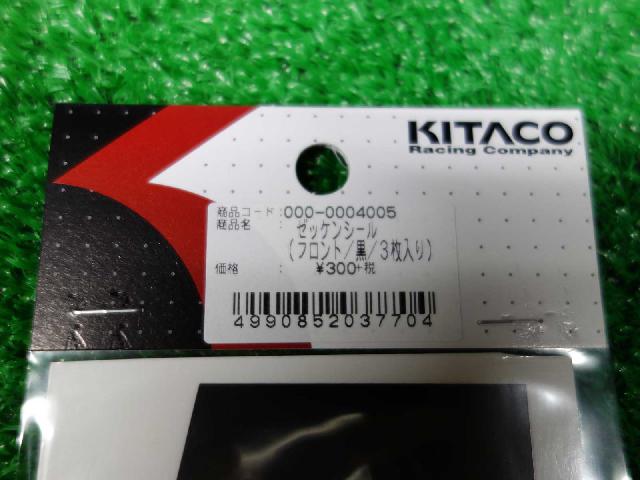 KITACO
Racing Company
商品コード:000-0004005
商品名 : ゼッケンシール
(フロント/黒/3枚入り)
価格 : ¥300+税
4990852037704